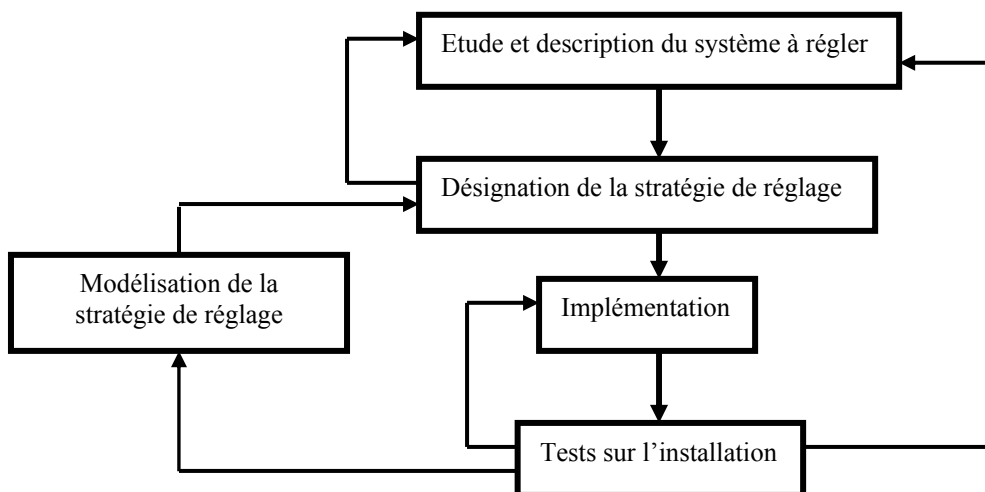 Etude et description du système à régler
Désignation de la stratégie de réglage
Modélisation de la
stratégie de réglage
Implémentation
Tests sur l’installation